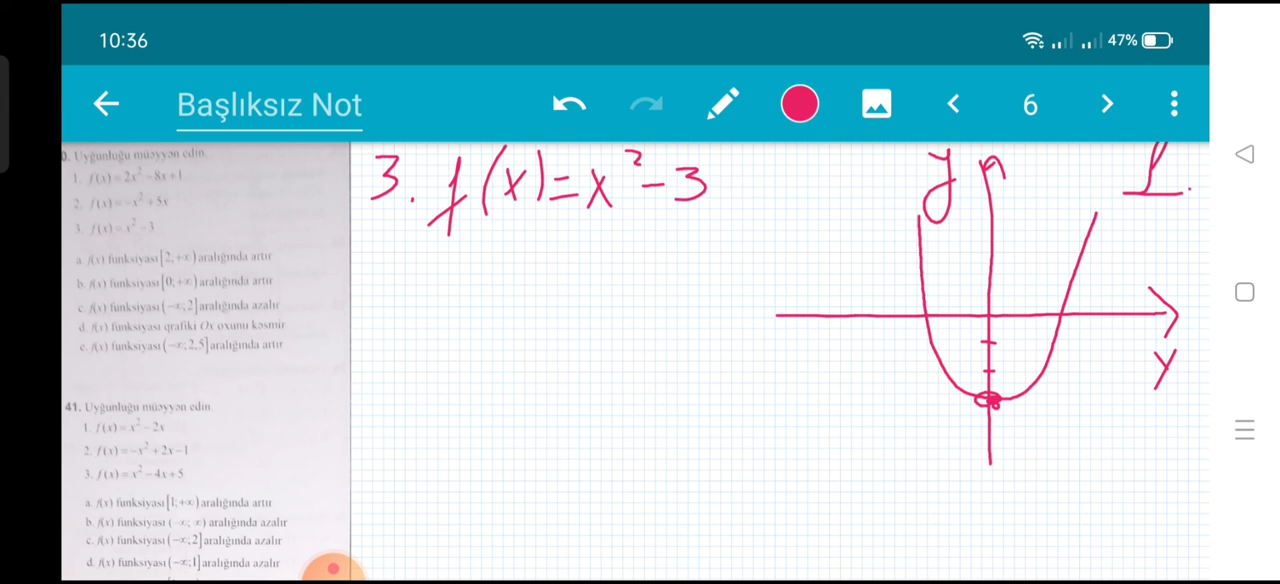 10:36
47%
Başlıksız Not
6
0. Uyğunluğu müəyyən edin.
1. f(x) = 2x² - 8x + 1
2. f(x) = -x² + 5x
3. f(x) = x² - 3
a. f(x) funksiyası [2; +∞) aralığında artır
b. f(x) funksiyası [0; +∞) aralığında artır
c. f(x) funksiyası (-∞; 2] aralığında azalır
d. f(x) funksiyası qrafiki Ox oxunu kəsmir
e. f(x) funksiyası (-∞; 2,5] aralığında artır
41. Uyğunluğu müəyyən edin.
1. f(x) = x² - 2x
2. f(x) = -x² + 2x - 1
3. f(x) = x² - 4x + 5
a. f(x) funksiyası [1; +∞) aralığında artır
b. f(x) funksiyası (-∞; ∞) aralığında azalır
c. f(x) funksiyası (-∞; 2] aralığında azalır
d. f(x) funksiyası (-∞; 1] aralığında azalır
3. f(x) = x² - 3
y